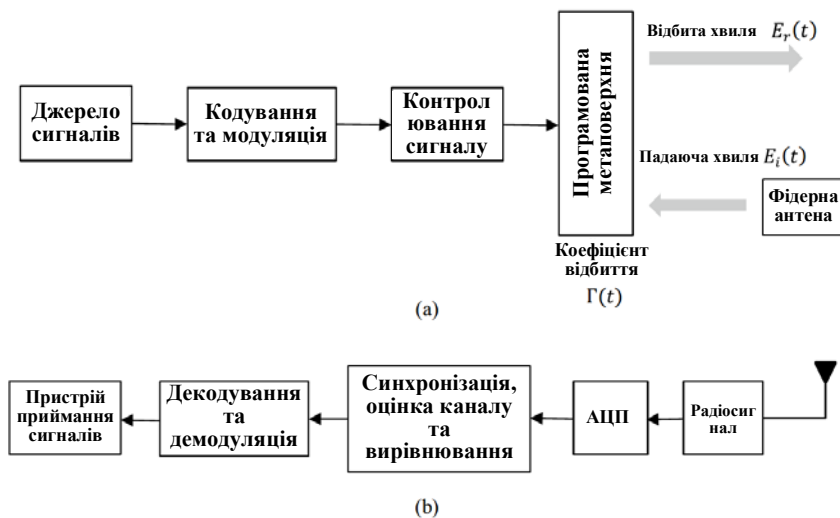 Відбита хвиля E_r(t)
Джерело
сигналів
Кодування
та модуляція
Контрол
ювання
сигналу
Програмована
метаповерхня
Падаюча хвиля E_i(t)
Фідерна
антена
Коефіцієнт
відбиття
Γ(t)
(a)
Пристрій
приймання
сигналів
Декодування
та
демодуляція
Синхронізація,
оцінка каналу
та
вирівнювання
АЦП
Радіосиг
нал
(b)